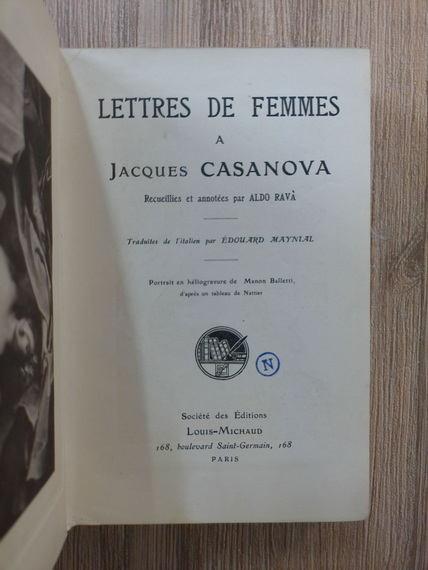 LETTRES DE FEMMES
A
JACQUES CASANOVA
Recueillies et annotées par ALDO RAVÀ
Traduites de l'italien par ÉDOUARD MAYNIAL
Portrait en héliogravure de Manon Balletti,
d'après un tableau de Nattier
N
Société des Éditions
LOUIS-MICHAUD
168, boulevard Saint-Germain, 168
PARIS